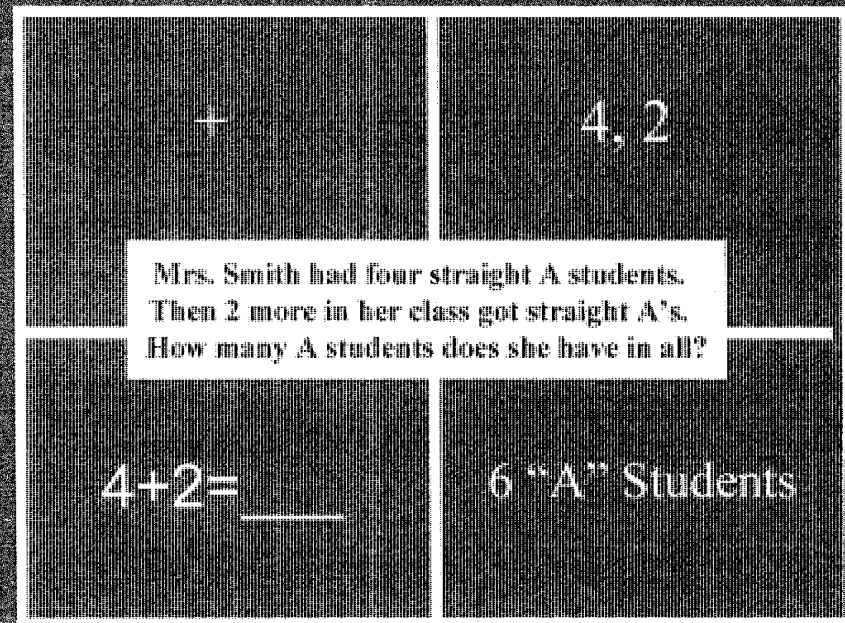 +
4, 2
Mrs. Smith had four straight A students.
Then 2 more in her class got straight A's.
How many A students does she have in all?
4+2=___
6 “A” Students